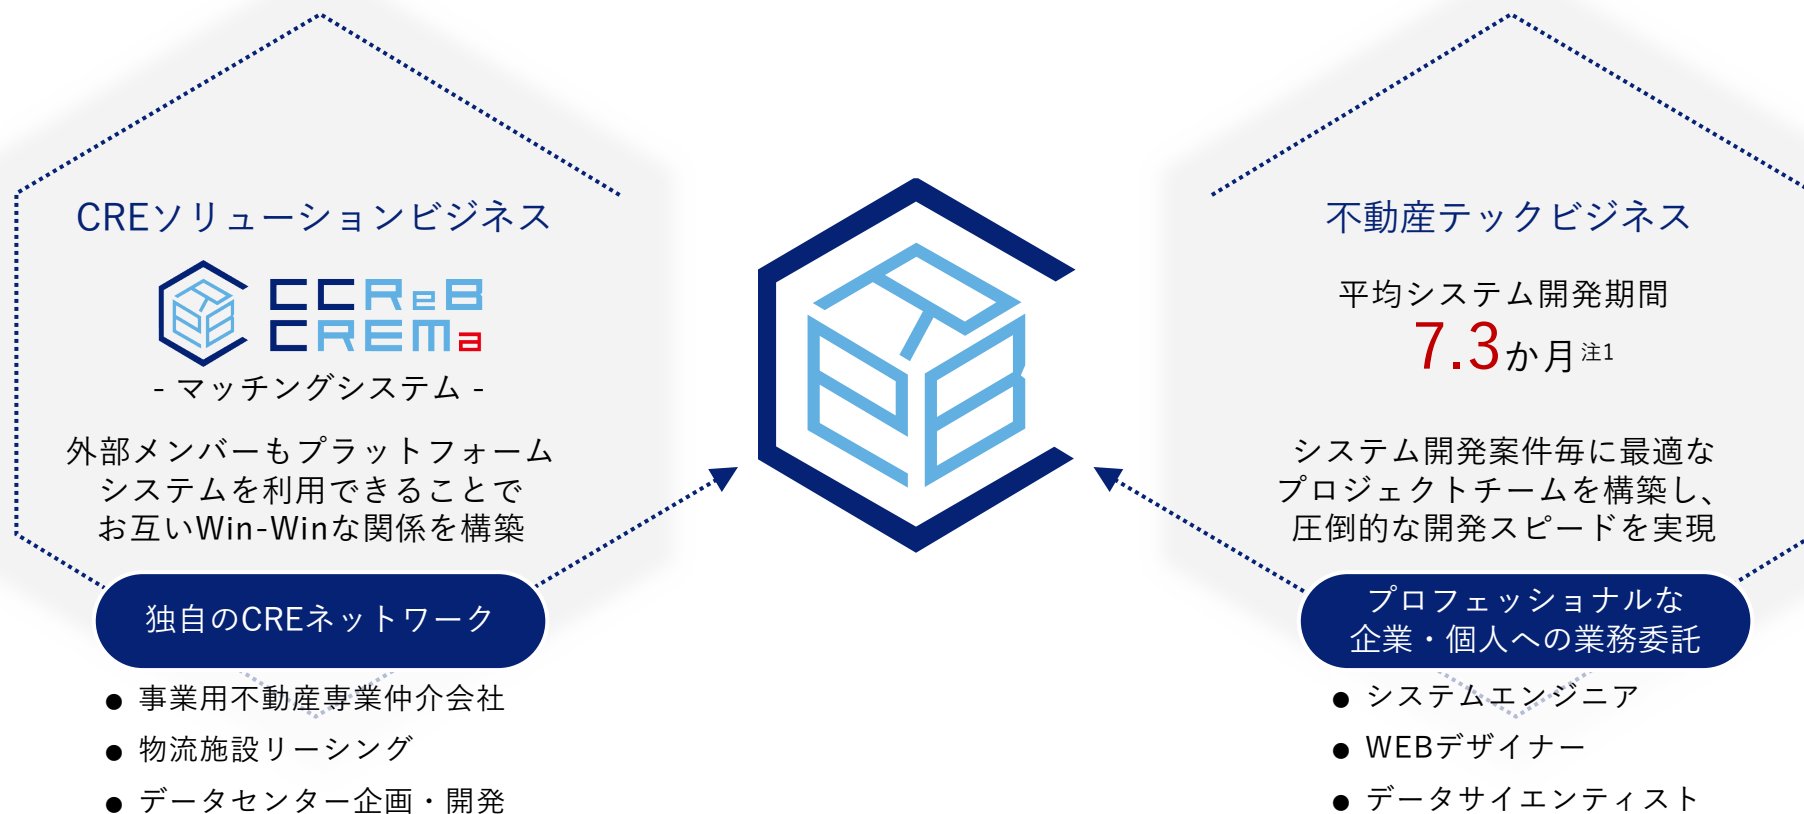 CREソリューションビジネス
CCReB
CREMa
- マッチングシステム -
外部メンバーもプラットフォーム
システムを利用できることで
お互いWin-Winな関係を構築
独自のCREネットワーク
● 事業用不動産専業仲介会社
● 物流施設リーシング
● データセンター企画・開発
不動産テックビジネス
平均システム開発期間
7.3か月注1
システム開発案件毎に最適な
プロジェクトチームを構築し、
圧倒的な開発スピードを実現
プロフェッショナルな
企業・個人への業務委託
● システムエンジニア
● WEBデザイナー
● データサイエンティスト